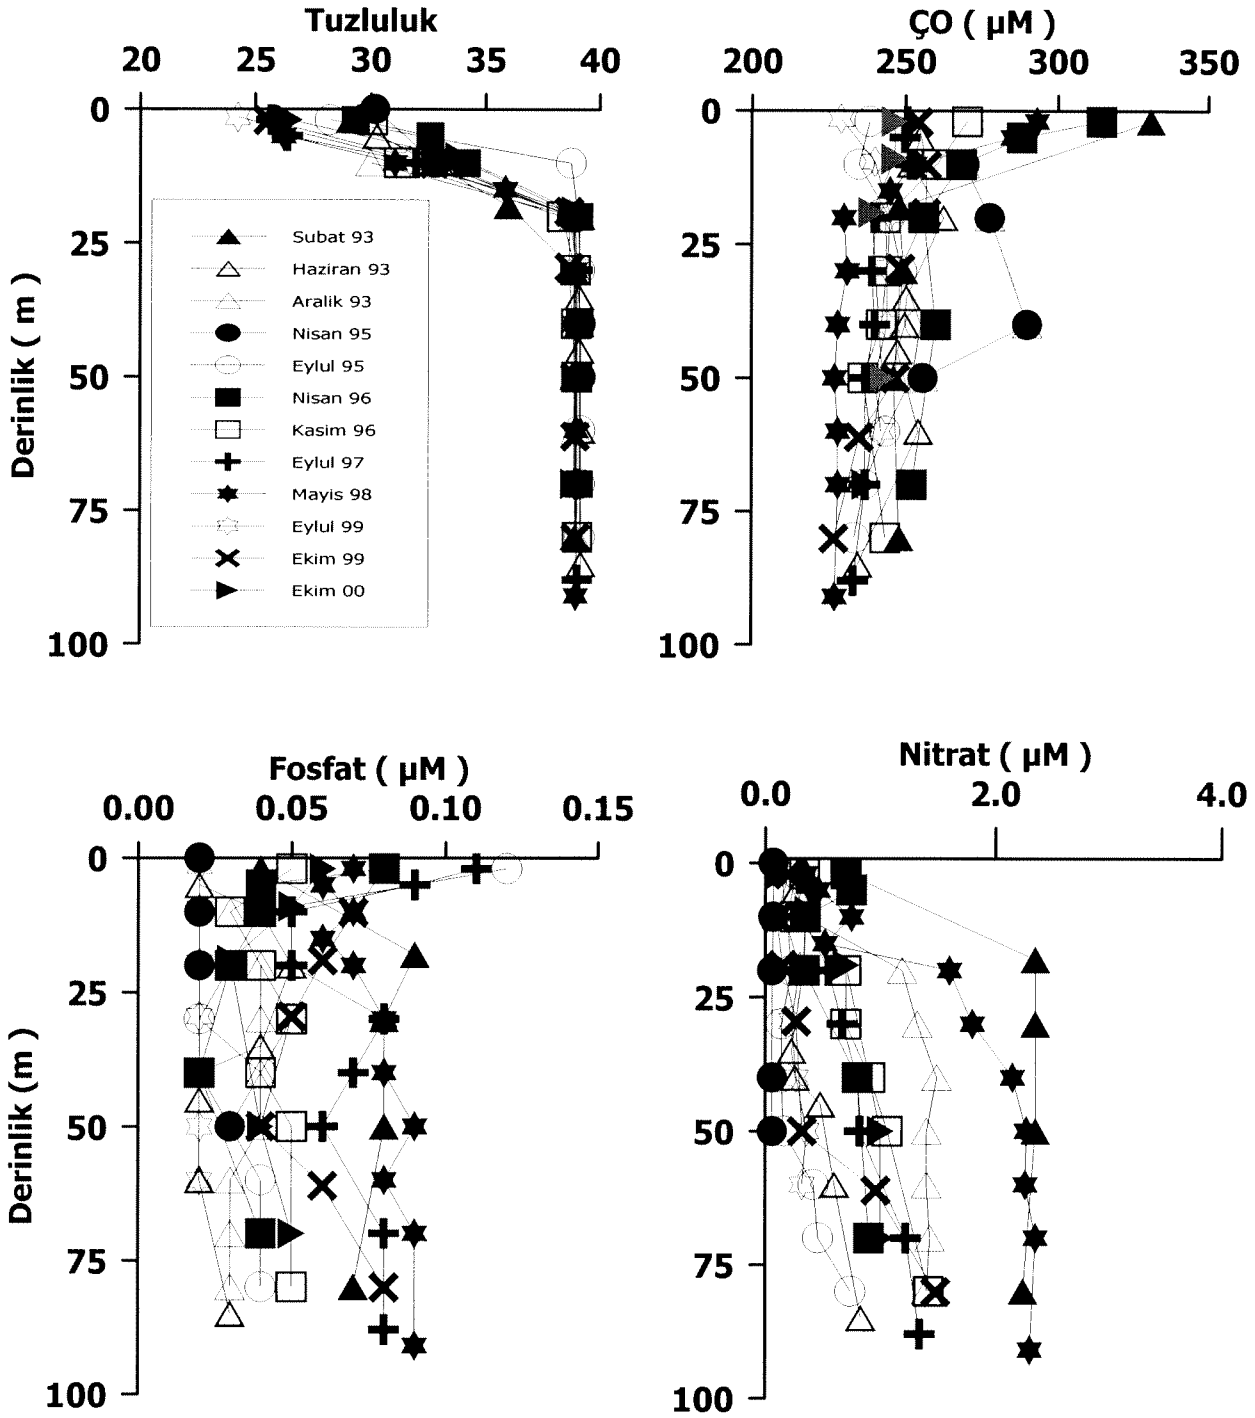 Tuzluluk
20 25 30 35 40
0
25
50
75
100
Derinlik ( m )
Subat 93
Haziran 93
Aralik 93
Nisan 95
Eylul 95
Nisan 96
Kasim 96
Eylul 97
Mayis 98
Eylul 99
Ekim 99
Ekim 00
ÇO ( µM )
200 250 300 350
0
25
50
75
100
Fosfat ( µM )
0.00 0.05 0.10 0.15
0
25
50
75
100
Derinlik ( m )
Nitrat ( µM )
0.0 2.0 4.0
0
25
50
75
100